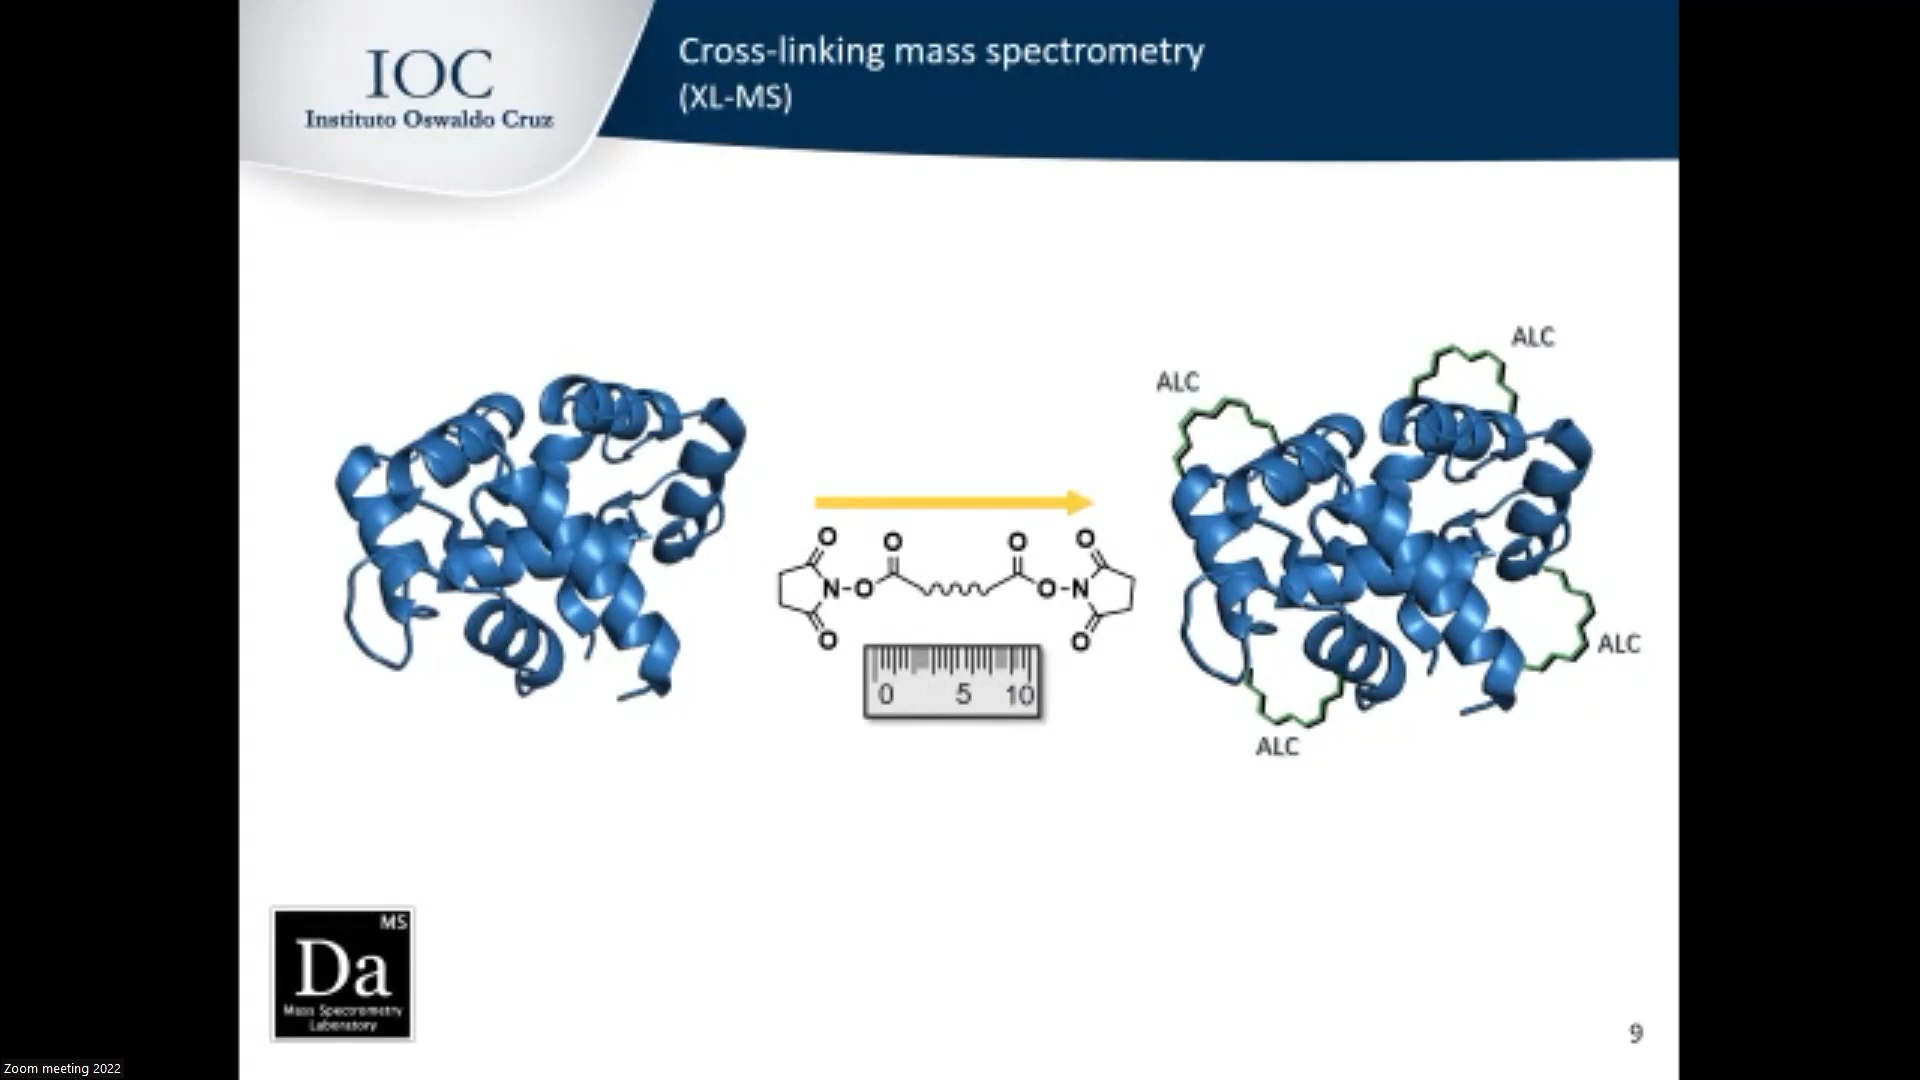 IOC
Instituto Oswaldo Cruz
Cross-linking mass spectrometry
(XL-MS)
ALC
ALC
O O O O
N-O O-N
O O
0 5 10
ALC
ALC
MS
Da
Mass Spectrometry
Laboratory
9
Zoom meeting 2022